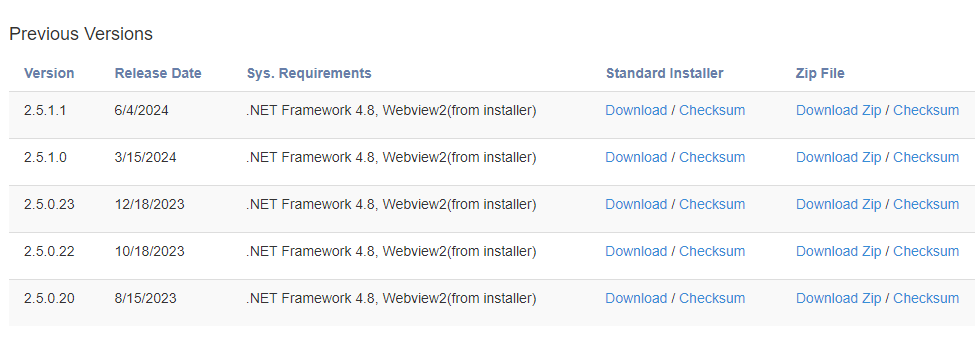 Previous Versions
Version Release Date Sys. Requirements Standard Installer Zip File
2.5.1.1 6/4/2024 .NET Framework 4.8, Webview2(from installer) Download / Checksum Download Zip / Checksum
2.5.1.0 3/15/2024 .NET Framework 4.8, Webview2(from installer) Download / Checksum Download Zip / Checksum
2.5.0.23 12/18/2023 .NET Framework 4.8, Webview2(from installer) Download / Checksum Download Zip / Checksum
2.5.0.22 10/18/2023 .NET Framework 4.8, Webview2(from installer) Download / Checksum Download Zip / Checksum
2.5.0.20 8/15/2023 .NET Framework 4.8, Webview2(from installer) Download / Checksum Download Zip / Checksum